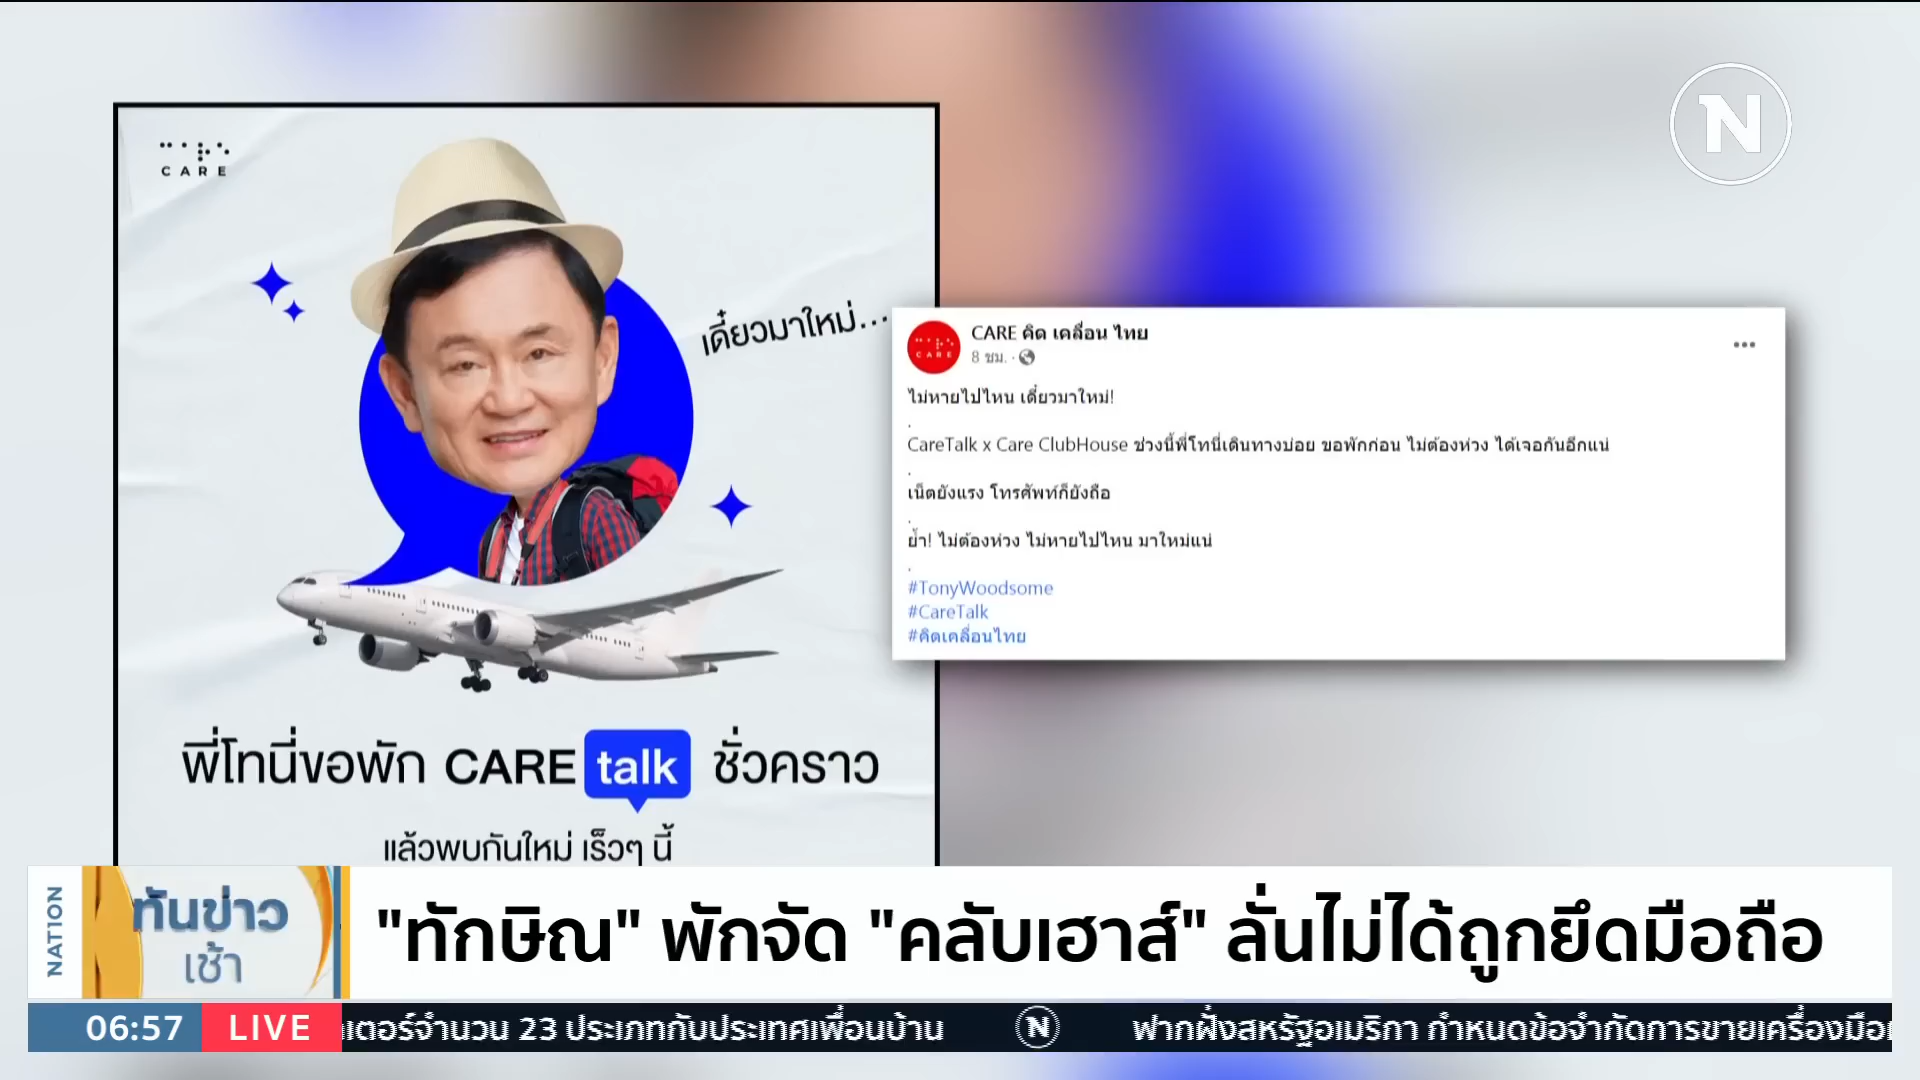 CARE
เดี๋ยวมาใหม่...
พี่โทนี่ขอพัก CARE talk ชั่วคราว
แล้วพบกันใหม่ เร็วๆ นี้
N
CARE
CARE คิด เคลื่อน ไทย
8 ชม.
ไม่หายไปไหน เดี๋ยวมาใหม่!
.
CareTalk x Care ClubHouse ช่วงนี้พี่โทนี่เดินทางบ่อย ขอพักก่อน ไม่ต้องห่วง ได้เจอกันอีกแน่
.
เน็ตยังแรง โทรศัพท์ก็ยังถือ
.
ย้ำ! ไม่ต้องห่วง ไม่หายไปไหน มาใหม่แน่
.
#TonyWoodsome
#CareTalk
#คิดเคลื่อนไทย
NATION
ทันข่าว
เช้า
"ทักษิณ" พักจัด "คลับเฮาส์" ลั่นไม่ได้ถูกยึดมือถือ
06:57 LIVE เตอร์จำนวน 23 ประเภทกับประเทศเพื่อนบ้าน N ฟากฝั่งสหรัฐอเมริกา กำหนดข้อจำกัดการขายเครื่องมือ